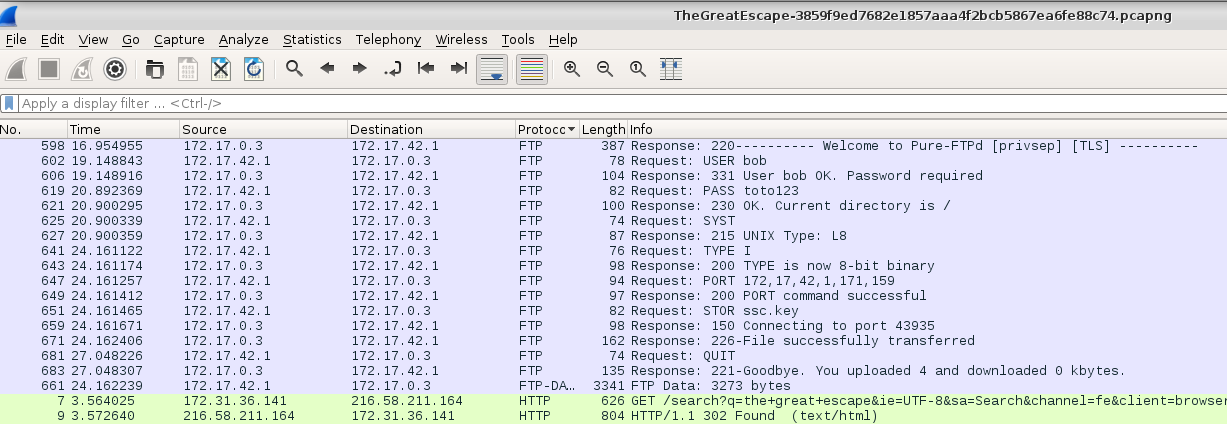 TheGreatEscape-3859f9ed7682e1857aaa4f2bcb5867ea6fe88c74.pcapng
File Edit View Go Capture Analyze Statistics Telephony Wireless Tools Help
Apply a display filter ... <Ctrl-/>
No. Time Source Destination Protocc Length Info
598 16.954955 172.17.0.3 172.17.42.1 FTP 387 Response: 220---------- Welcome to Pure-FTPd [privsep] [TLS] ----------
602 19.148843 172.17.42.1 172.17.0.3 FTP 78 Request: USER bob
606 19.148916 172.17.0.3 172.17.42.1 FTP 104 Response: 331 User bob OK. Password required
619 20.892369 172.17.42.1 172.17.0.3 FTP 82 Request: PASS toto123
621 20.900295 172.17.0.3 172.17.42.1 FTP 100 Response: 230 OK. Current directory is /
625 20.900339 172.17.42.1 172.17.0.3 FTP 74 Request: SYST
627 20.900359 172.17.0.3 172.17.42.1 FTP 87 Response: 215 UNIX Type: L8
641 24.161122 172.17.42.1 172.17.0.3 FTP 76 Request: TYPE I
643 24.161174 172.17.0.3 172.17.42.1 FTP 98 Response: 200 TYPE is now 8-bit binary
647 24.161257 172.17.42.1 172.17.0.3 FTP 94 Request: PORT 172,17,42,1,171,159
649 24.161412 172.17.0.3 172.17.42.1 FTP 97 Response: 200 PORT command successful
651 24.161465 172.17.42.1 172.17.0.3 FTP 82 Request: STOR ssc.key
659 24.161671 172.17.0.3 172.17.42.1 FTP 98 Response: 150 Connecting to port 43935
671 24.162406 172.17.0.3 172.17.42.1 FTP 162 Response: 226-File successfully transferred
681 27.048226 172.17.42.1 172.17.0.3 FTP 74 Request: QUIT
683 27.048307 172.17.0.3 172.17.42.1 FTP 135 Response: 221-Goodbye. You uploaded 4 and downloaded 0 kbytes.
661 24.162239 172.17.42.1 172.17.0.3 FTP-DA… 3341 FTP Data: 3273 bytes
7 3.564025 172.31.36.141 216.58.211.164 HTTP 626 GET /search?q=the+great+escape&ie=UTF-8&sa=Search&channel=fe&client=browser
9 3.572640 216.58.211.164 172.31.36.141 HTTP 804 HTTP/1.1 302 Found (text/html)